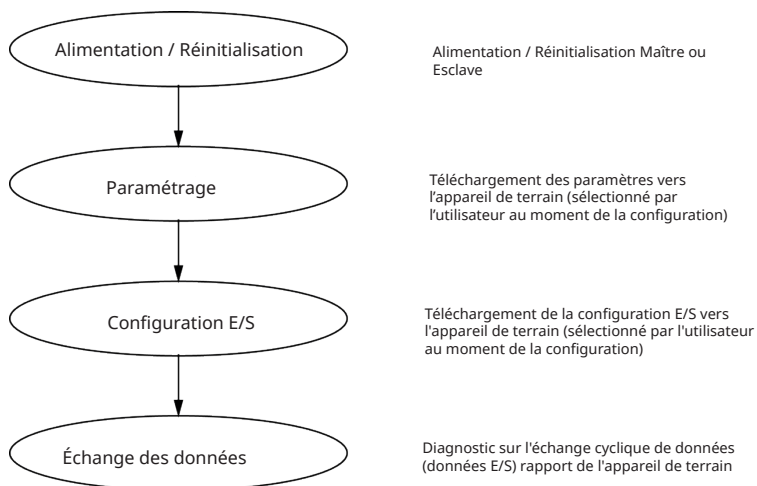 Alimentation / Réinitialisation
Alimentation / Réinitialisation Maître ou
Esclave
Paramétrage
Téléchargement des paramètres vers
l’appareil de terrain (sélectionné par
l’utilisateur au moment de la configuration)
Configuration E/S
Téléchargement de la configuration E/S vers
l'appareil de terrain (sélectionné par l'utilisateur
au moment de la configuration)
Échange des données
Diagnostic sur l'échange cyclique de données
(données E/S) rapport de l'appareil de terrain